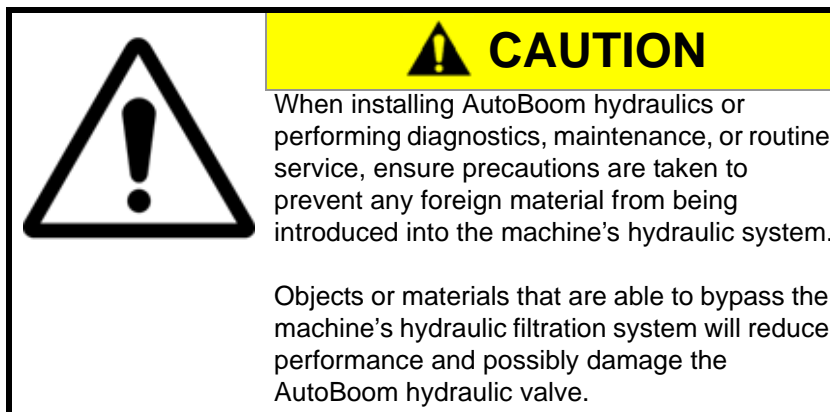 CAUTION
When installing AutoBoom hydraulics or
performing diagnostics, maintenance, or routine
service, ensure precautions are taken to
prevent any foreign material from being
introduced into the machine’s hydraulic system.
Objects or materials that are able to bypass the
machine’s hydraulic filtration system will reduce
performance and possibly damage the
AutoBoom hydraulic valve.